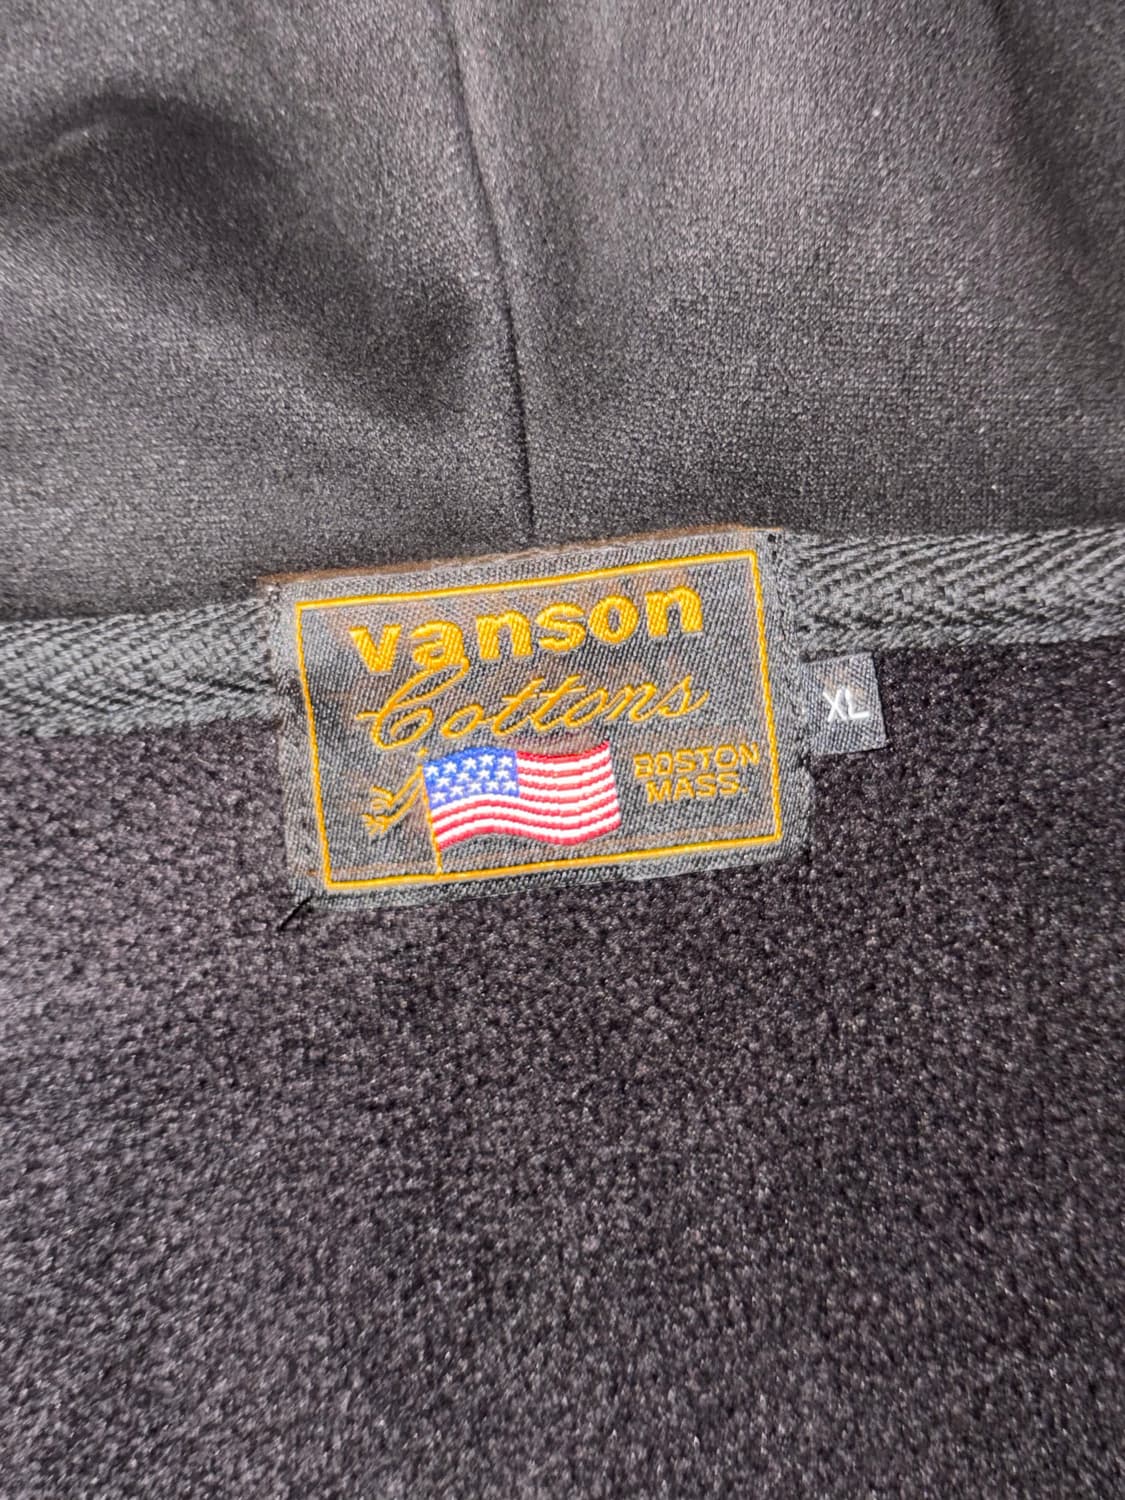 vanson
Cottons
BOSTON
MASS.
XL